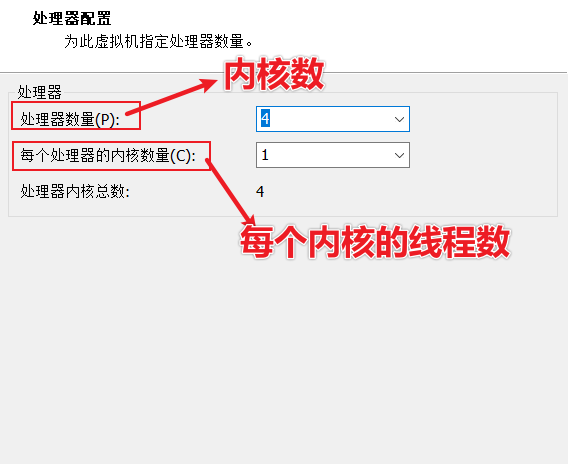 处理器配置
为此虚拟机指定处理器数量。
内核数
处理器
处理器数量(P):
4
每个处理器的内核数量(C):
1
处理器内核总数:
4
每个内核的线程数